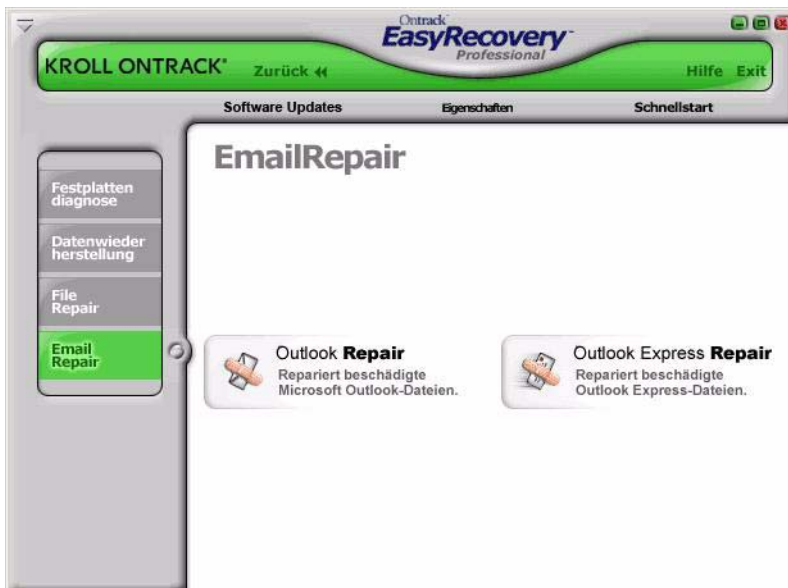 Ontrack
EasyRecovery™
Professional
KROLL ONTRACK®
Zurück
Hilfe Exit
Software Updates
Eigenschaften
Schnellstart
EmailRepair
Festplatten
diagnose
Datenwieder
herstellung
File
Repair
Email
Repair
Outlook Repair
Repariert beschädigte
Microsoft Outlook-Dateien.
Outlook Express Repair
Repariert beschädigte
Outlook Express-Dateien.